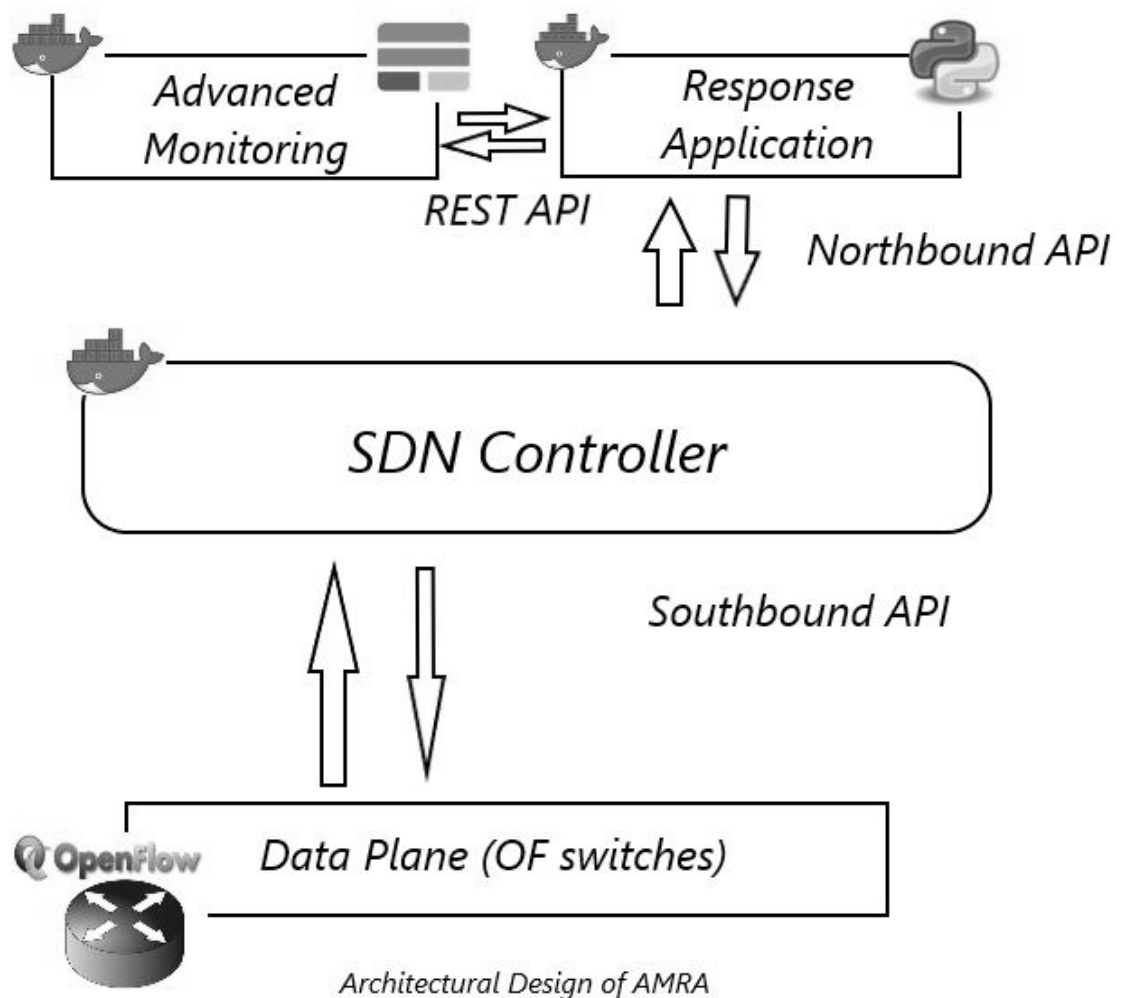 Advanced
Monitoring
Response
Application
REST API
Northbound API
SDN Controller
Southbound API
OpenFlow
Data Plane (OF switches)
Architectural Design of AMRA